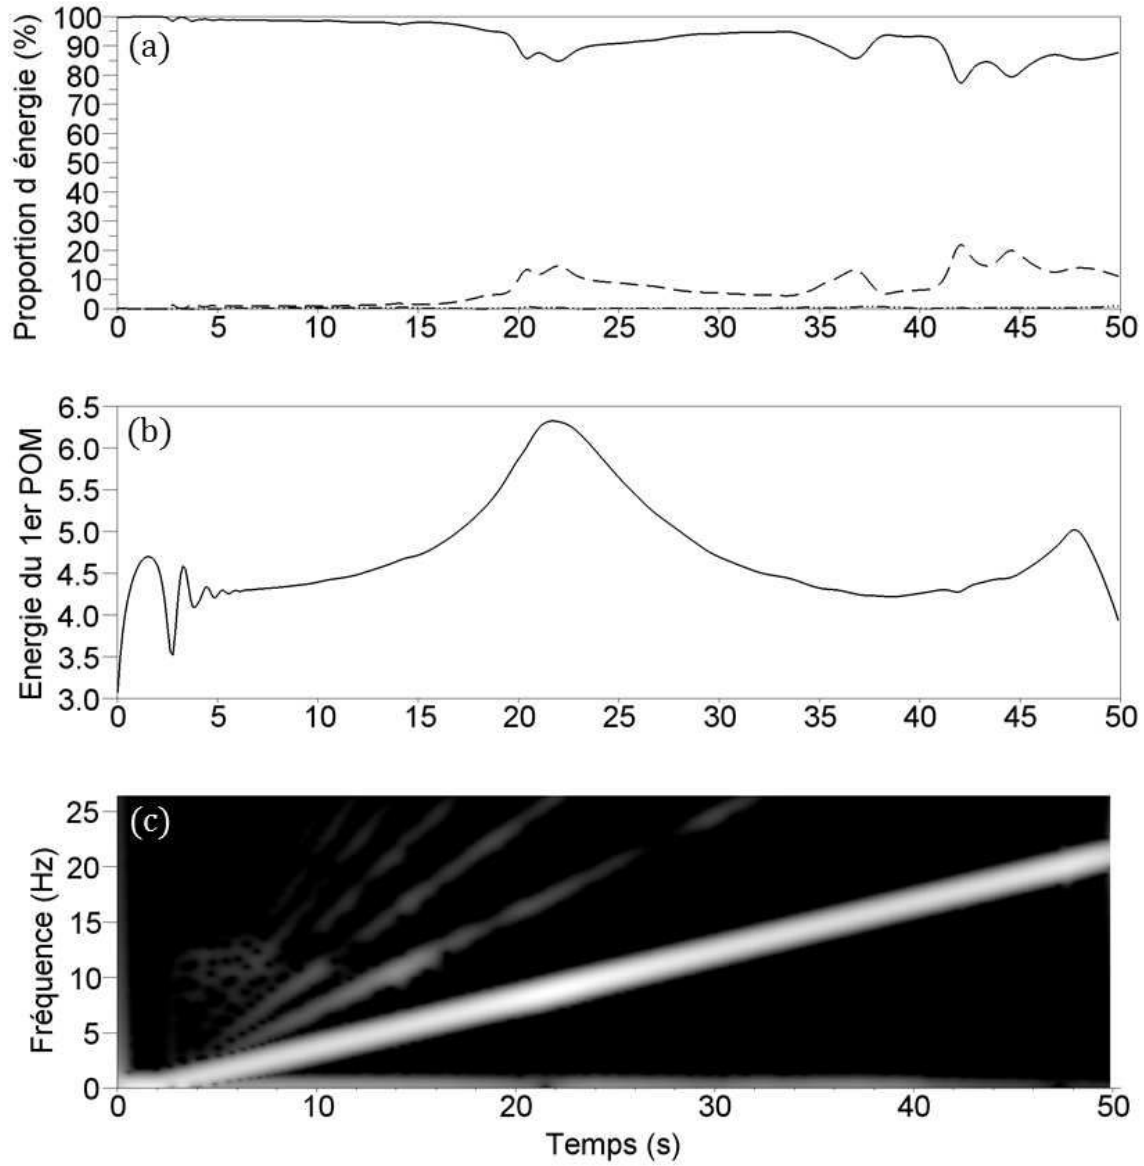 (a)
Proportion d énergie (%)
100
90
80
70
60
50
40
30
20
10
0
0 5 10 15 20 25 30 35 40 45 50
(b)
Energie du 1er POM
6.5
6.0
5.5
5.0
4.5
4.0
3.5
3.0
0 5 10 15 20 25 30 35 40 45 50
(c)
Fréquence (Hz)
25
20
15
10
5
0
0 10 20 30 40 50
Temps (s)